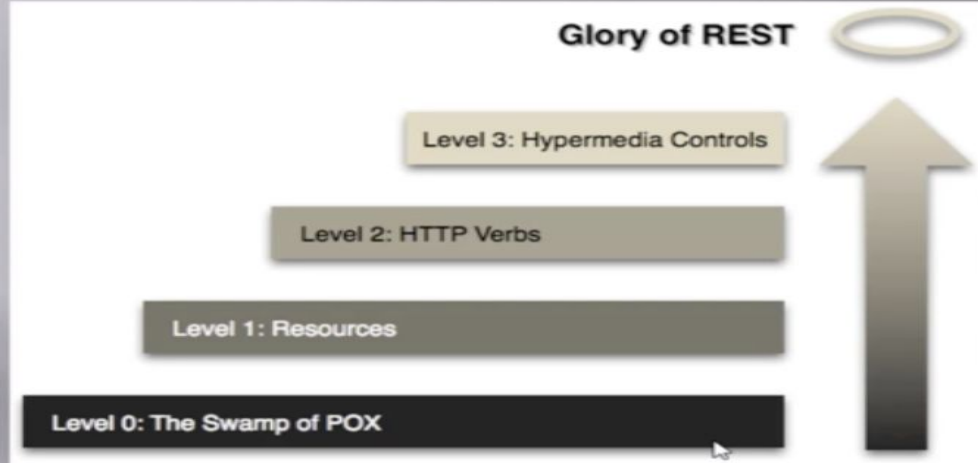 Glory of REST
Level 3: Hypermedia Controls
Level 2: HTTP Verbs
Level 1: Resources
Level 0: The Swamp of POX